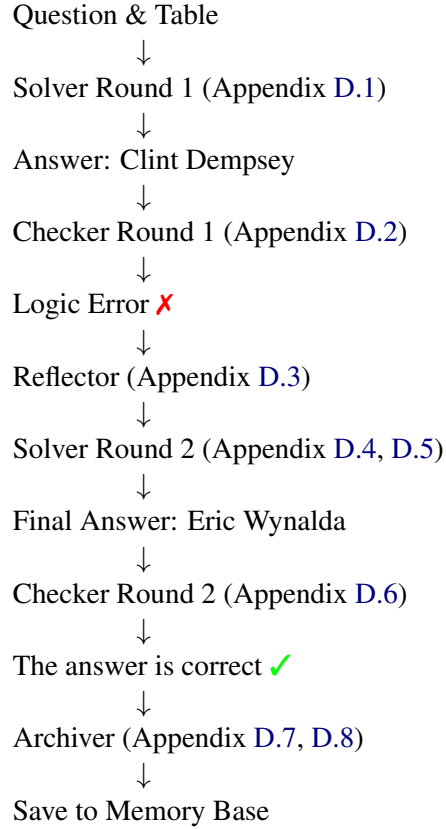 Question & Table
↓
Solver Round 1 (Appendix D.1)
↓
Answer: Clint Dempsey
↓
Checker Round 1 (Appendix D.2)
↓
Logic Error ✗
↓
Reflector (Appendix D.3)
↓
Solver Round 2 (Appendix D.4, D.5)
↓
Final Answer: Eric Wynalda
↓
Checker Round 2 (Appendix D.6)
↓
The answer is correct ✓
↓
Archiver (Appendix D.7, D.8)
↓
Save to Memory Base